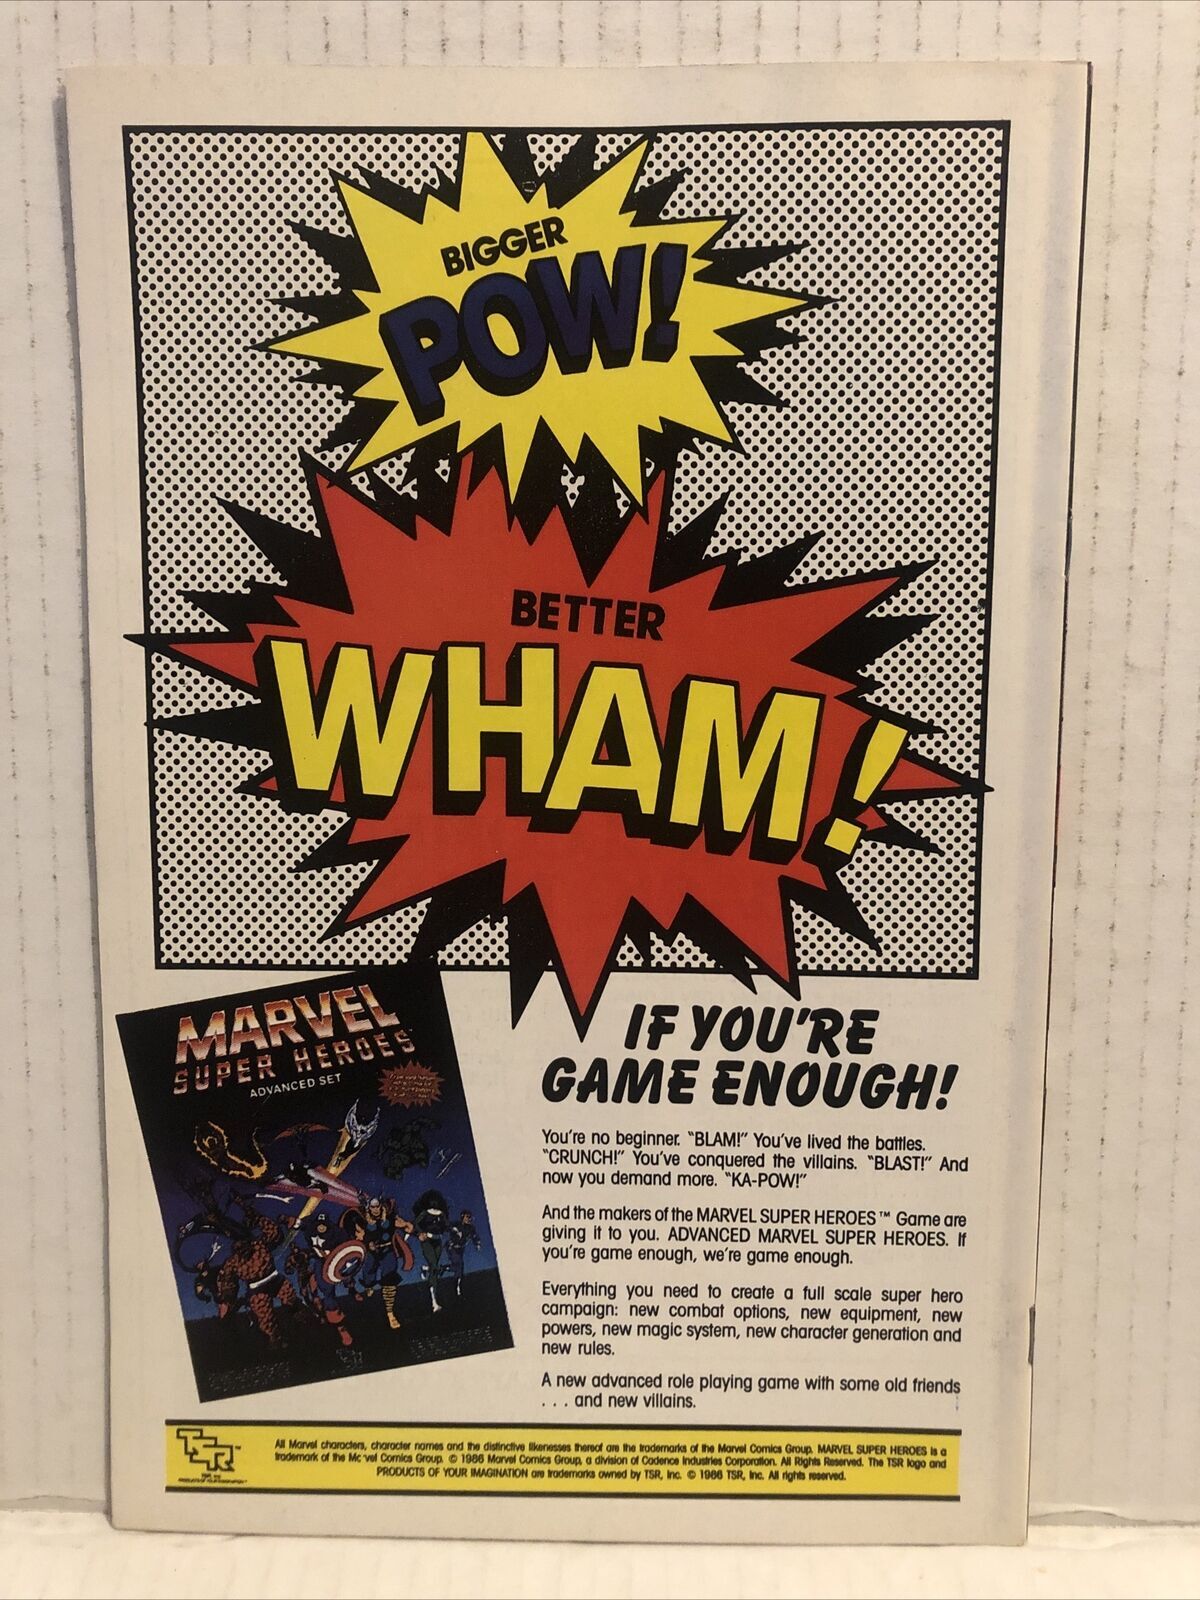 BIGGER
POW!
BETTER
WHAM!
MARVEL
SUPER HEROES
ADVANCED SET
IF YOU'RE
GAME ENOUGH!
You're no beginner. "BLAM!" You've lived the battles.
"CRUNCH!" You've conquered the villains. "BLAST!" And
now you demand more. "KA-POW!"
And the makers of the MARVEL SUPER HEROES™ Game are
giving it to you. ADVANCED MARVEL SUPER HEROES. If
you're game enough, we're game enough.
Everything you need to create a full scale super hero
campaign: new combat options, new equipment, new
powers, new magic system, new character generation and
new rules.
A new advanced role playing game with some old friends
. . . and new villains.
TSR™
TSR, Inc.
PRODUCTS OF YOUR IMAGINATION™
All Marvel characters, character names and the distinctive likenesses thereof are the trademarks of the Marvel Comics Group. MARVEL SUPER HEROES is a
trademark of the Mc vel Comics Group. © 1986 Marvel Comics Group, a division of Cadence Industries Corporation. All Rights Reserved. The TSR logo and
PRODUCTS OF YOUR IMAGINATION are trademarks owned by TSR, Inc. © 1986 TSR, Inc. All rights reserved.